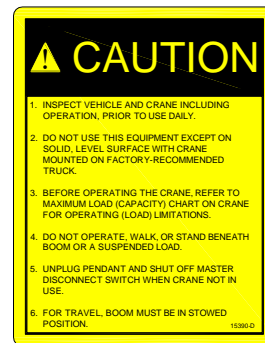 CAUTION
1. INSPECT VEHICLE AND CRANE INCLUDING
OPERATION, PRIOR TO USE DAILY.
2. DO NOT USE THIS EQUIPMENT EXCEPT ON
SOLID, LEVEL SURFACE WITH CRANE
MOUNTED ON FACTORY-RECOMMENDED
TRUCK.
3. BEFORE OPERATING THE CRANE, REFER TO
MAXIMUM LOAD (CAPACITY) CHART ON CRANE
FOR OPERATING (LOAD) LIMITATIONS.
4. DO NOT OPERATE, WALK, OR STAND BENEATH
BOOM OR A SUSPENDED LOAD.
5. UNPLUG PENDANT AND SHUT OFF MASTER
DISCONNECT SWITCH WHEN CRANE NOT IN
USE.
6. FOR TRAVEL, BOOM MUST BE IN STOWED
POSITION.
15390-D